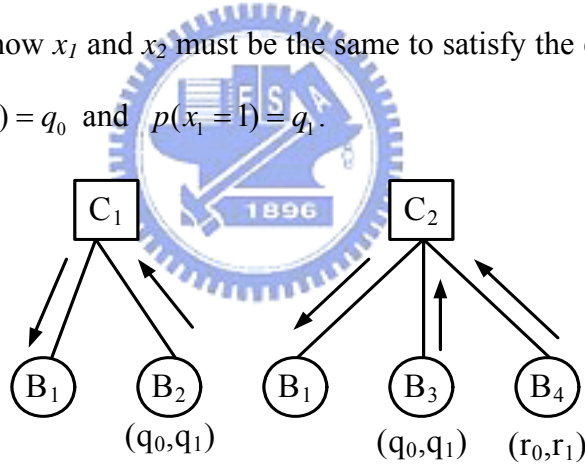 now x₁ and x₂ must be the same to satisfy the
) = q₀ and p(x₁ = 1) = q₁.
E S A
1896
C₁ C₂
B₁ B₂ B₁ B₃ B₄
(q₀,q₁) (q₀,q₁) (r₀,r₁)